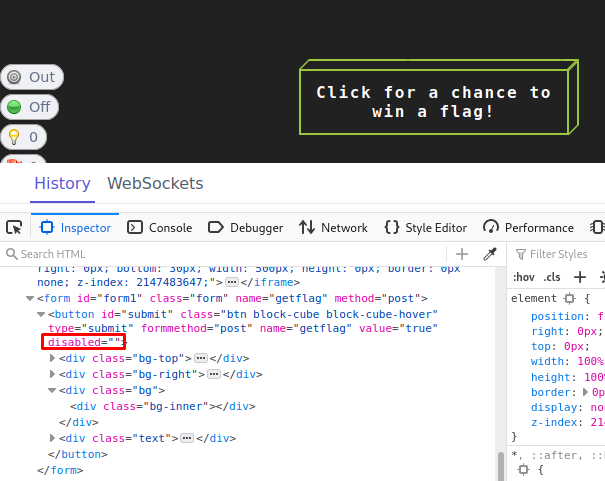 Out
Off
0
Click for a chance to
win a flag!
History WebSockets
Inspector Console Debugger Network Style Editor Performance
Search HTML
Filter Styles
right: 0px; bottom: 30px; width: 500px; height: 0px; border: 0px
none; z-index: 2147483647;"></iframe>
<form id="form1" class="form" name="getflag" method="post">
<button id="submit" class="btn block-cube block-cube-hover"
type="submit" formmethod="post" name="getflag" value="true"
disabled="">
<div class="bg-top"></div>
<div class="bg-right"></div>
<div class="bg">
<div class="bg-inner"></div>
</div>
<div class="text"></div>
</button>
</form>
:hov .cls
element {
position: f
right: 0px;
top: 0px;
width: 100%
height: 100%
border: 0p
display: no
z-index: 214
}
*, ::after, ::
{